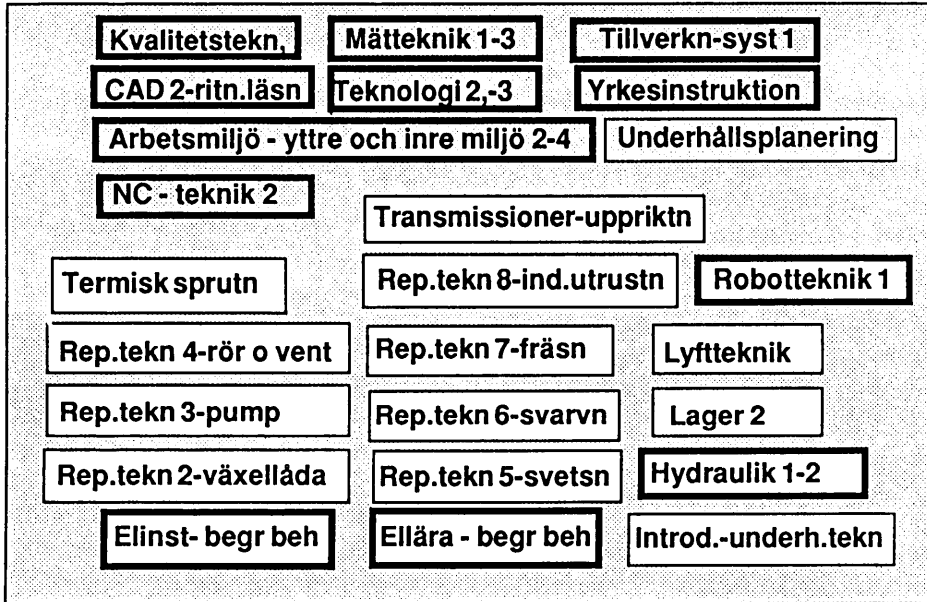 Kvalitetstekn,
Mätteknik 1-3
Tillverkn-syst 1
CAD 2-ritn.läsn
Teknologi 2,-3
Yrkesinstruktion
Arbetsmiljö - yttre och inre miljö 2-4
Underhållsplanering
NC - teknik 2
Transmissioner-uppriktn
Termisk sprutn
Rep.tekn 8-ind.utrustn
Robotteknik 1
Rep.tekn 4-rör o vent
Rep.tekn 7-fräsn
Lyftteknik
Rep.tekn 3-pump
Rep.tekn 6-svarvn
Lager 2
Rep.tekn 2-växellåda
Rep.tekn 5-svetsn
Hydraulik 1-2
Elinst- begr beh
Ellära - begr beh
Introd.-underh.tekn